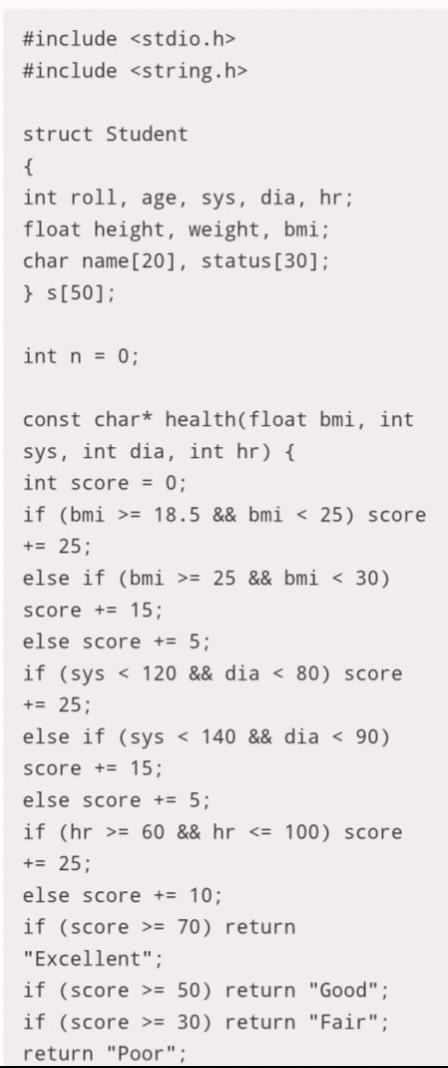 #include <stdio.h>
#include <string.h>
struct Student
{
int roll, age, sys, dia, hr;
float height, weight, bmi;
char name[20], status[30];
} s[50];
int n = 0;
const char* health(float bmi, int
sys, int dia, int hr) {
int score = 0;
if (bmi >= 18.5 && bmi < 25) score
+= 25;
else if (bmi >= 25 && bmi < 30)
score += 15;
else score += 5;
if (sys < 120 && dia < 80) score
+= 25;
else if (sys < 140 && dia < 90)
score += 15;
else score += 5;
if (hr >= 60 && hr <= 100) score
+= 25;
else score += 10;
if (score >= 70) return
"Excellent";
if (score >= 50) return "Good";
if (score >= 30) return "Fair";
return "Poor";